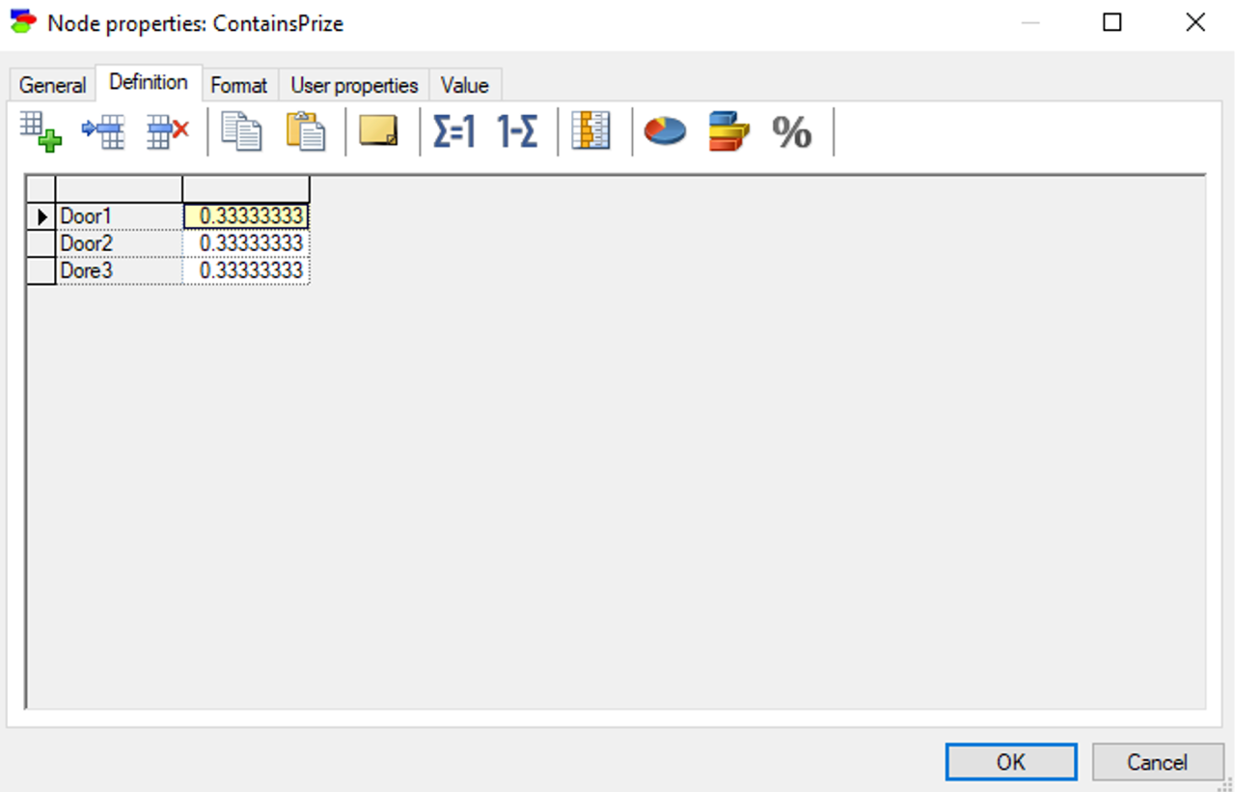 Node properties: ContainsPrize
General Definition Format User properties Value
Σ=1 1-Σ %
Door1 0.33333333
Door2 0.33333333
Dore3 0.33333333
OK Cancel